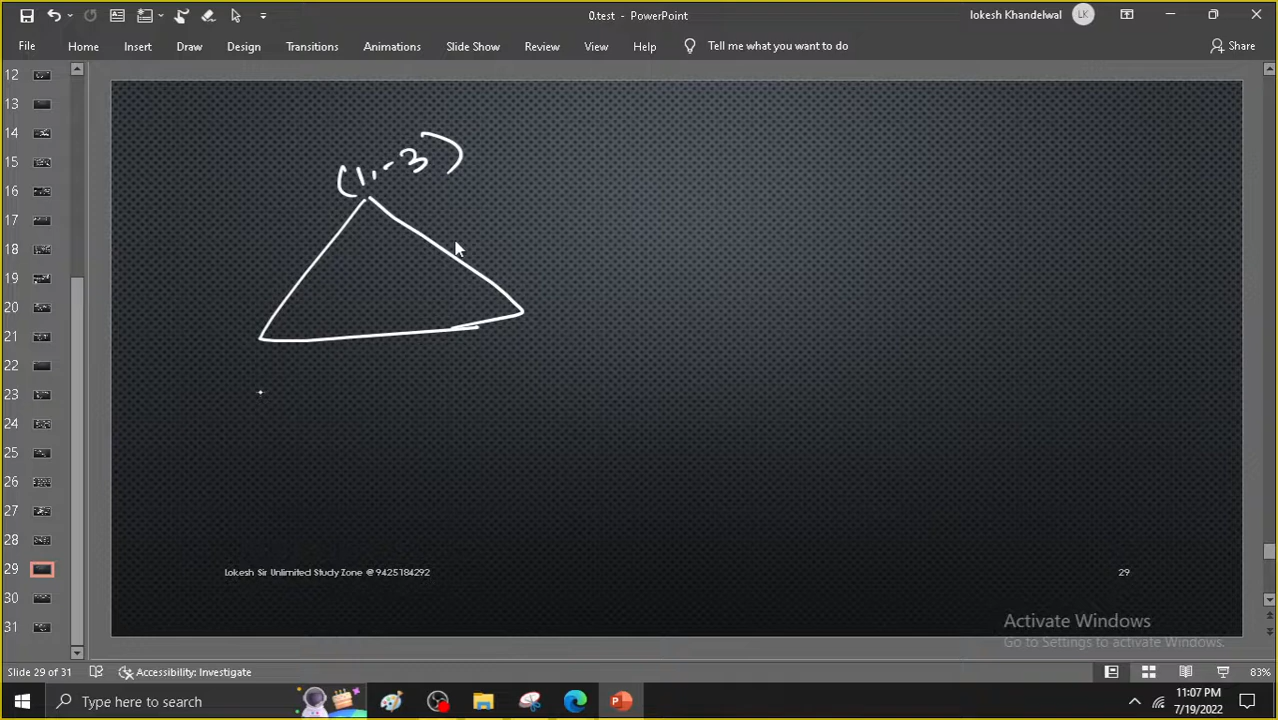 0.test - PowerPoint
lokesh Khandelwal
LK
File
Home
Insert
Draw
Design
Transitions
Animations
Slide Show
Review
View
Help
Tell me what you want to do
Share
12
13
14
15
16
17
18
19
20
21
22
23
24
25
26
27
28
29
30
31
(1,-3)
Lokesh Sir Unlimited Study Zone @ 9425184292
29
Activate Windows
Go to Settings to activate Windows.
Slide 29 of 31
Accessibility: Investigate
83%
Type here to search
11:07 PM
7/19/2022